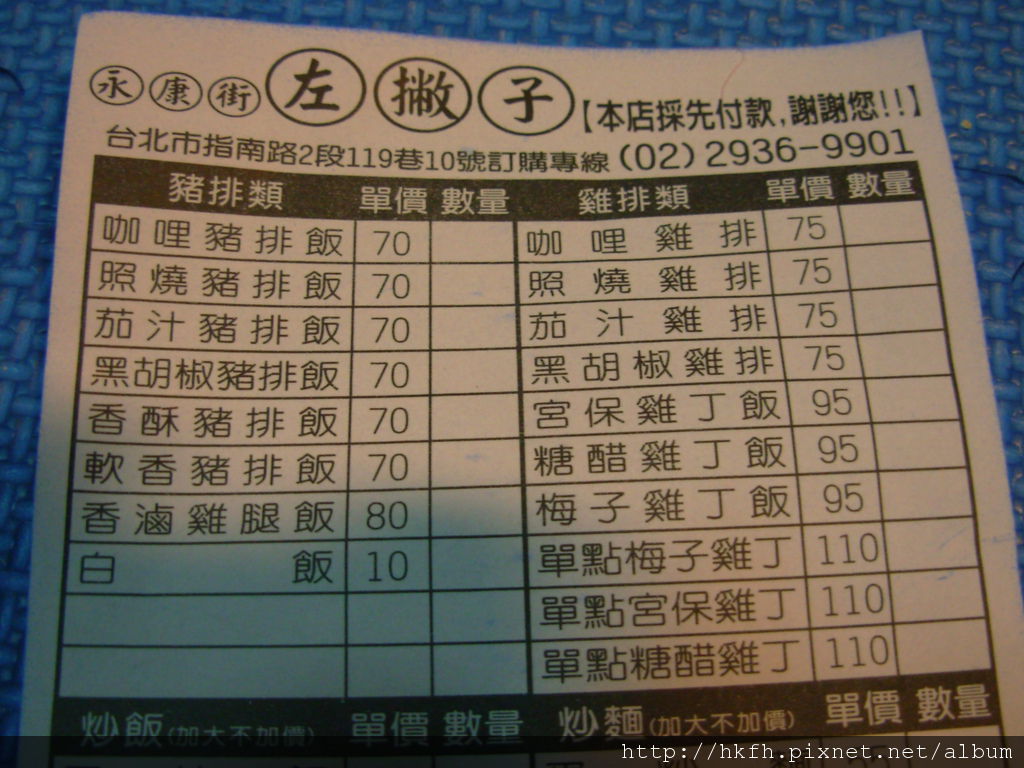 永康街左撇子【本店採先付款,謝謝您!!】
台北市指南路2段119巷10號訂購專線(02)2936-9901
豬排類 單價 數量 雞排類 單價 數量
咖哩豬排飯 70 咖哩雞排 75
照燒豬排飯 70 照燒雞排 75
茄汁豬排飯 70 茄汁雞排 75
黑胡椒豬排飯 70 黑胡椒雞排 75
香酥豬排飯 70 宮保雞丁飯 95
軟香豬排飯 70 糖醋雞丁飯 95
香滷雞腿飯 80 梅子雞丁飯 95
白飯 10 單點梅子雞丁 110
單點宮保雞丁 110
單點糖醋雞丁 110
炒飯(加大不加價) 單價 數量 炒麵(加大不加價) 單價 數量
http://hkfh.pixnet.net/album